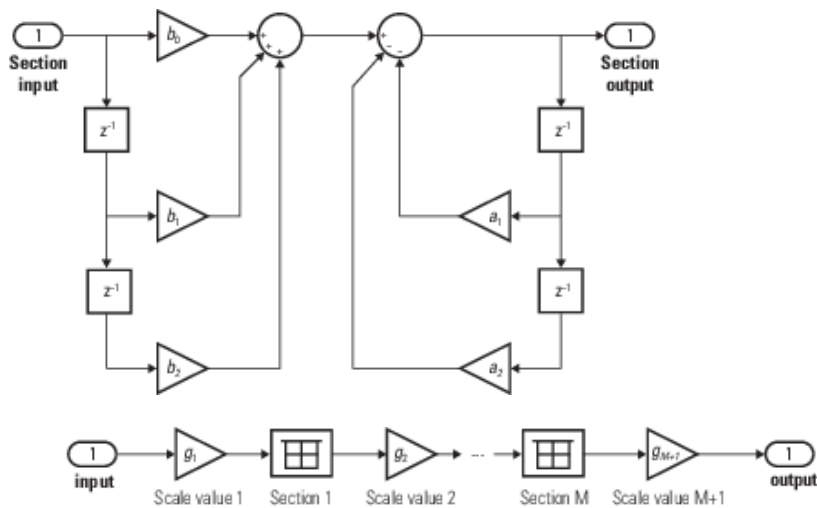 1 b₀ + + + + - - 1
Section input
Section output
z⁻¹ z⁻¹
b₁ a₁
z⁻¹ z⁻¹
b₂ a₂
1 g₁ g₂ ... g_M+1 1
input
output
Scale value 1 Section 1 Scale value 2 Section M Scale value M+1